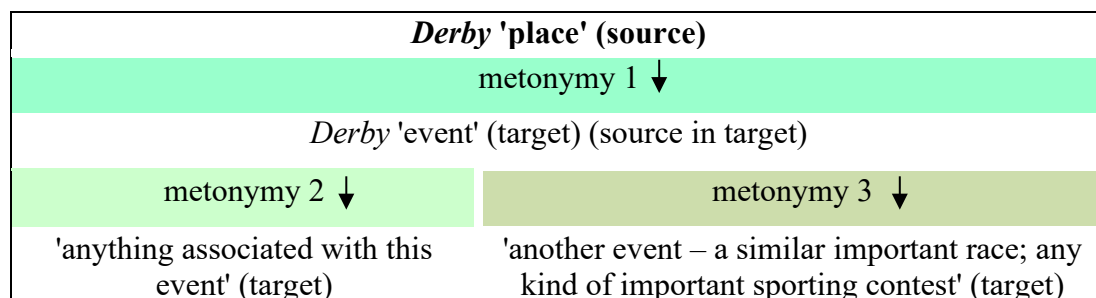 Derby 'place' (source)
metonymy 1 ↓
Derby 'event' (target) (source in target)
metonymy 2 ↓
metonymy 3 ↓
'anything associated with this
event' (target)
'another event – a similar important race; any
kind of important sporting contest' (target)